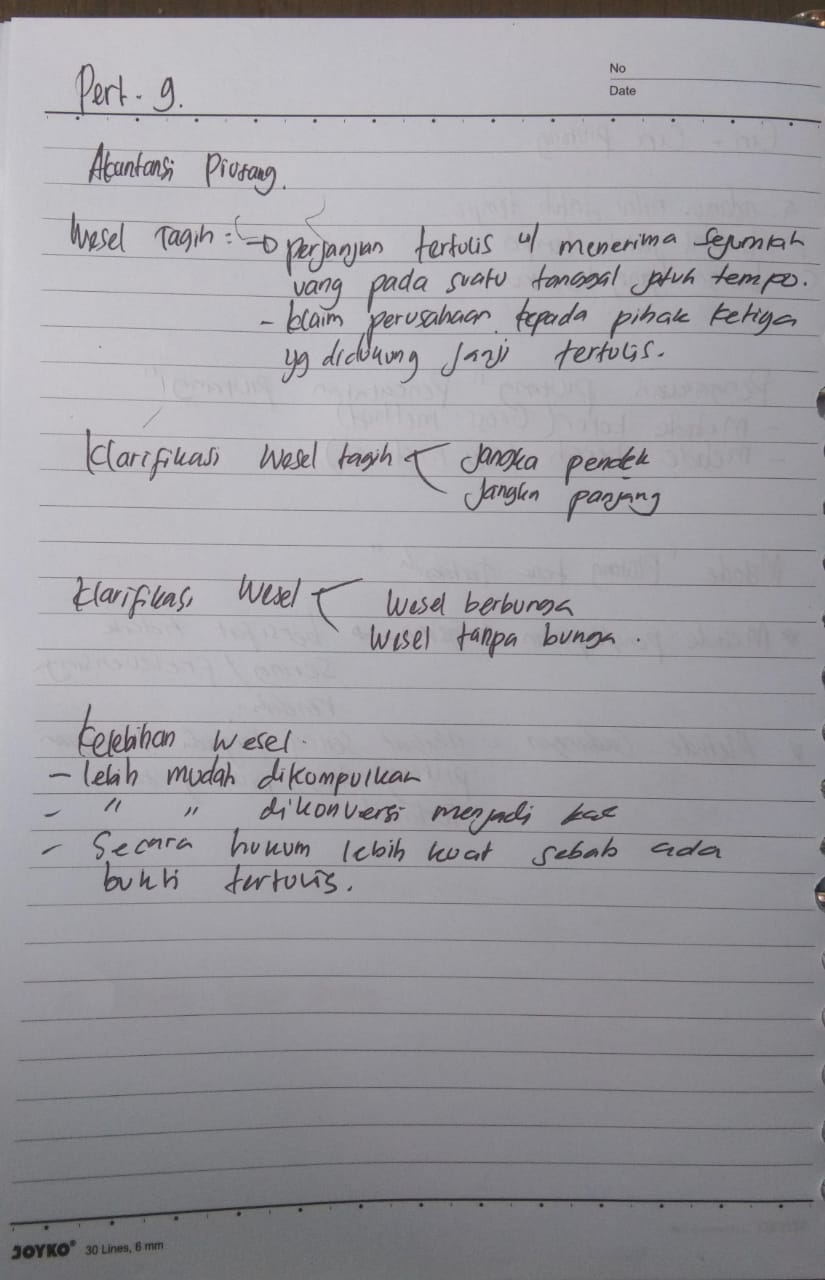 No
Date
Pert. 9.
Akuntansi Piutang.
Wesel Tagih : perjanjian tertulis u/ menerima sejumlah
uang pada suatu tanggal jatuh tempo.
- klaim perusahaan kepada pihak ketiga
yg didukung Janji tertulis.
Klarifikasi Wesel tagih Jangka pendek
Jangka panjang
Klarifikasi Wesel Wesel berbunga
Wesel tanpa bunga.
Kelebihan Wesel.
- lebih mudah dikumpulkan
- " " dikonversi menjadi kas
- Secara hukum lebih kuat sebab ada
bukti tertulis.
JOYKO® 30 Lines, 6 mm